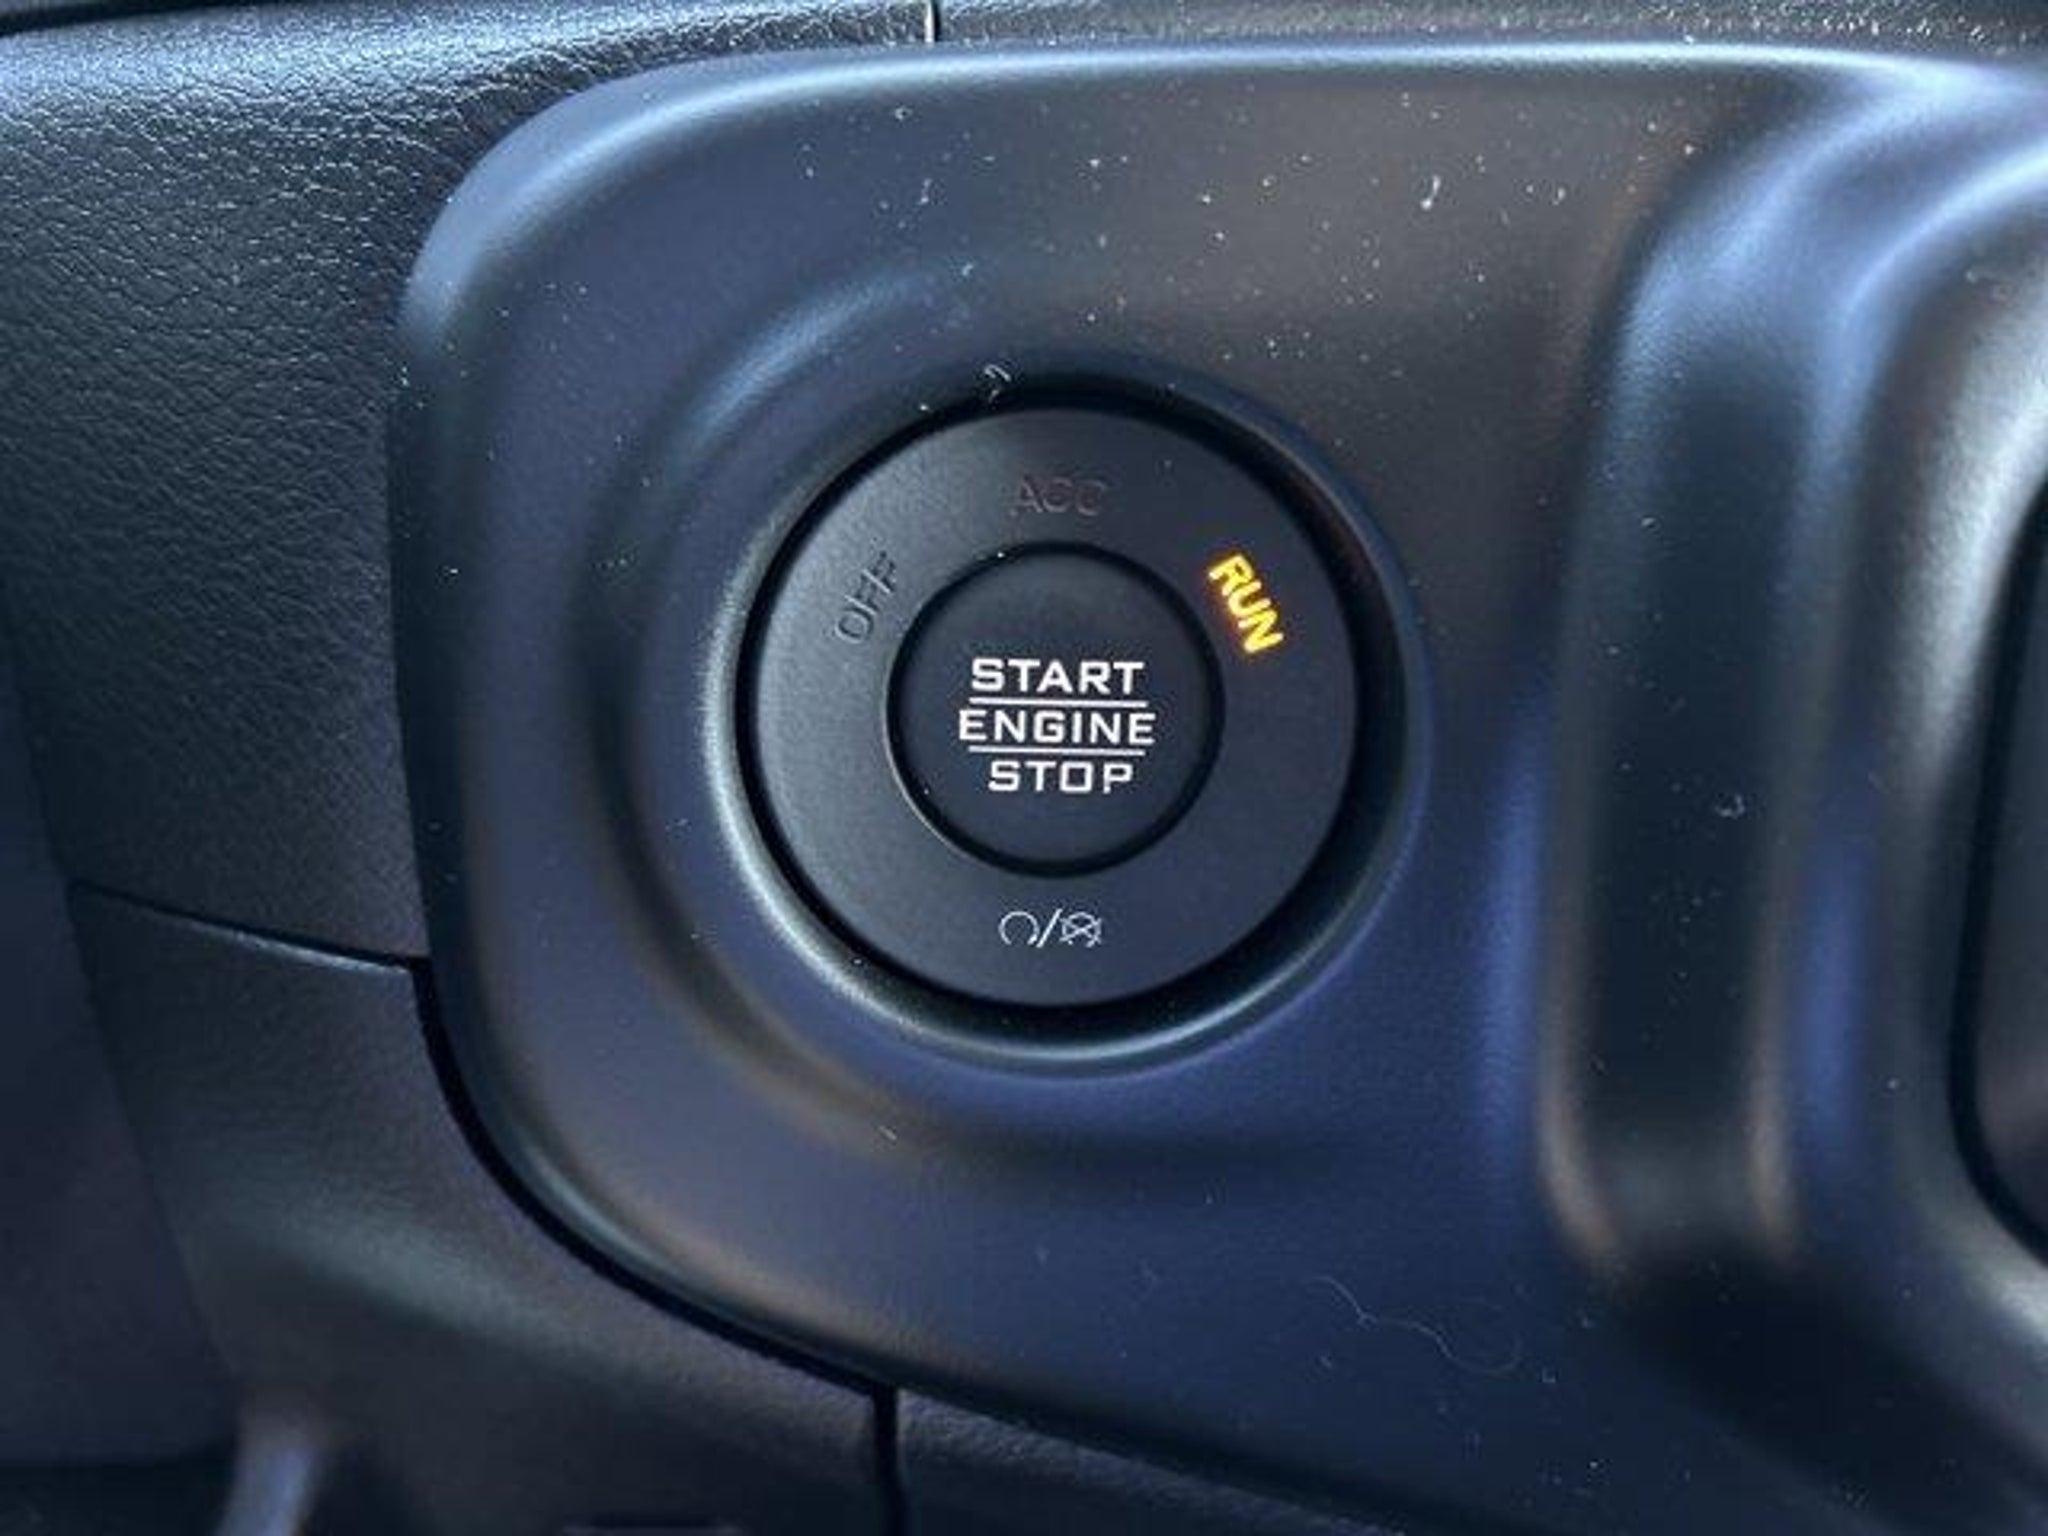 ACC
OFF
RUN
START
ENGINE
STOP